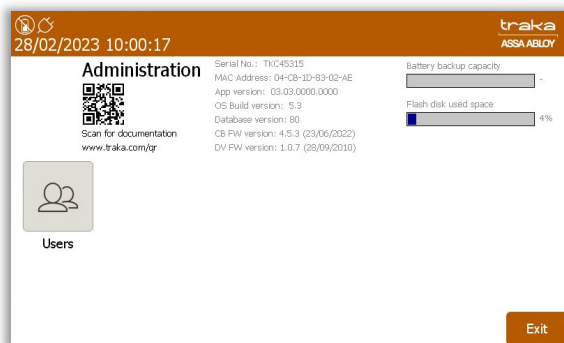 traka
28/02/2023 10:00:17
ASSA ABLOY
Administration
Scan for documentation
www.traka.com/qr
Serial No.: TKC45315
MAC Address: 04-CB-1D-83-02-AE
App version: 03.03.0000.0000
OS Build version: 5.3
Database version: 80
CB FW version: 4.5.3 (23/06/2022)
DV FW version: 1.0.7 (28/09/2010)
Battery backup capacity
-
Flash disk used space
4%
Users
Exit